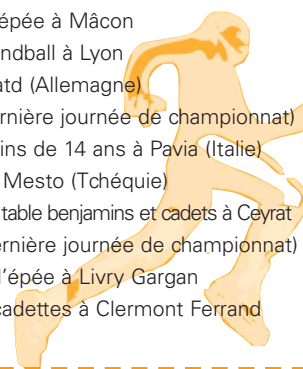 épée à Mâcon
ndball à Lyon
atd (Allemagne)
rnière journée de championnat)
ins de 14 ans à Pavia (Italie)
Mesto (Tchéquie)
table benjamins et cadets à Ceyrat
ernière journée de championnat)
l'épée à Livry Gargan
cadettes à Clermont Ferrand